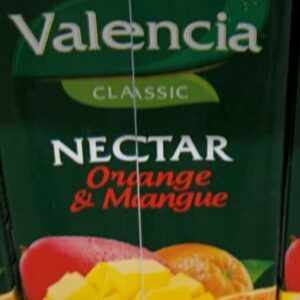 Valencia
CLASSIC
NECTAR
Orange
& Mangue